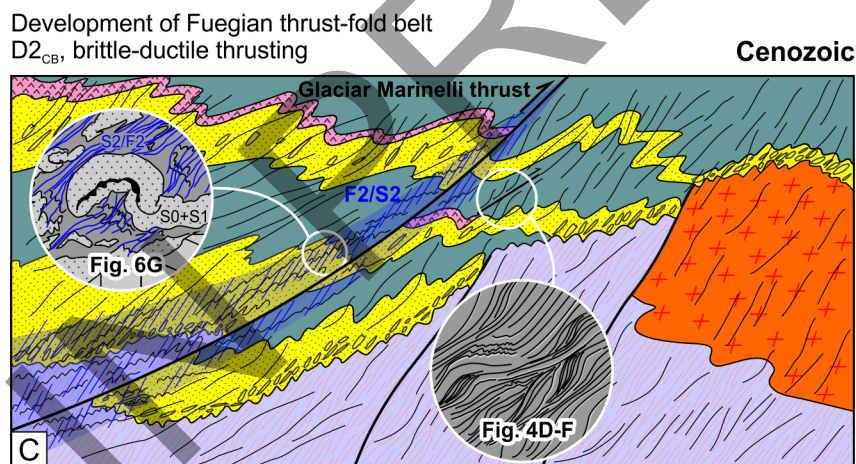 Development of Fuegian thrust-fold belt
D2CB, brittle-ductile thrusting
Cenozoic
Glaciar Marinelli thrust
S2/F2
F2/S2
S0+S1
Fig. 6G
Fig. 4D-F
C